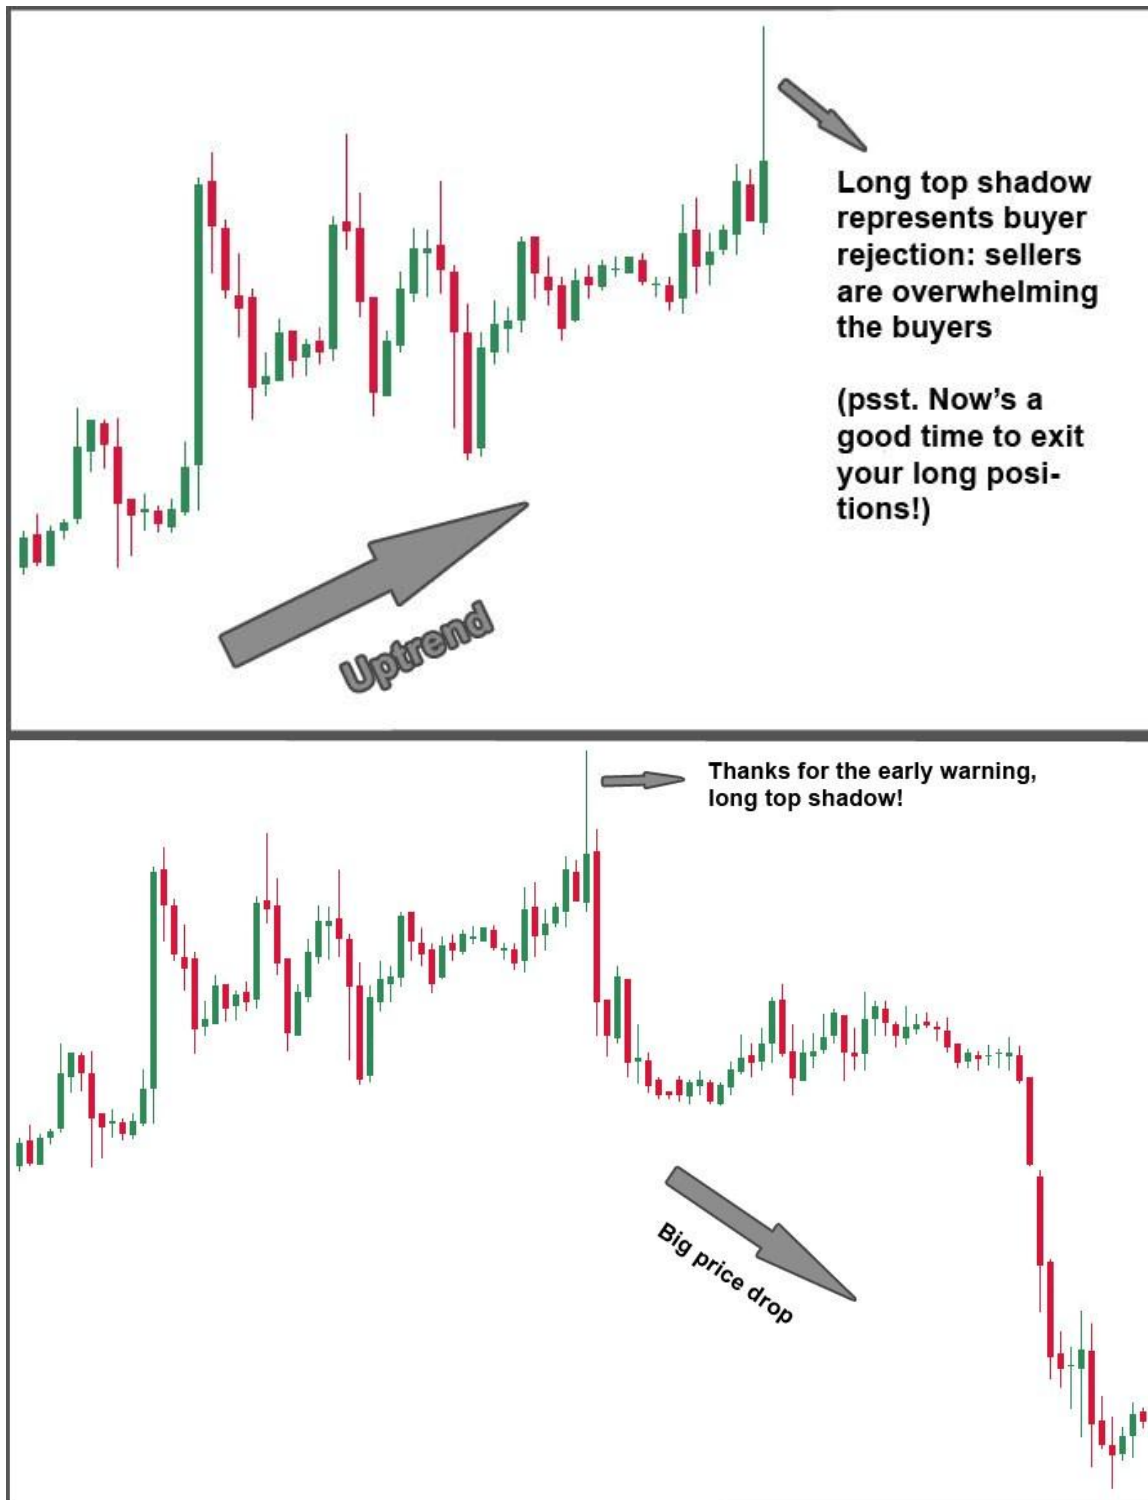 Long top shadow
represents buyer
rejection: sellers
are overwhelming
the buyers
(psst. Now's a
good time to exit
your long posi-
tions!)
Uptrend
Thanks for the early warning,
long top shadow!
Big price drop